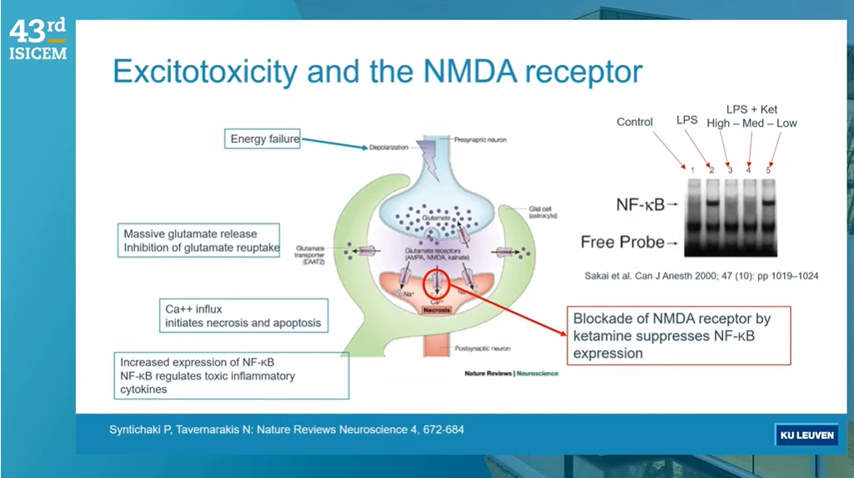 43rd
ISICEM
Excitotoxicity and the NMDA receptor
Energy failure
Depolarization
Presynaptic neuron
Glutamate
Glial cell
(astrocyte)
Massive glutamate release
Inhibition of glutamate reuptake
Glutamate
transporter
(EAAT2)
Glutamate receptors
(AMPA, NMDA, kainate)
Na+
Ca++
Necrosis
Ca++ influx
initiates necrosis and apoptosis
Increased expression of NF-κB
NF-κB regulates toxic inflammatory
cytokines
Postsynaptic neuron
Nature Reviews | Neuroscience
Control
LPS
LPS + Ket
High – Med – Low
1 2 3 4 5
NF-κB
Free Probe
Sakai et al. Can J Anesth 2000; 47 (10): pp 1019–1024
Blockade of NMDA receptor by
ketamine suppresses NF-κB
expression
Syntichaki P, Tavernarakis N: Nature Reviews Neuroscience 4, 672-684
KU LEUVEN